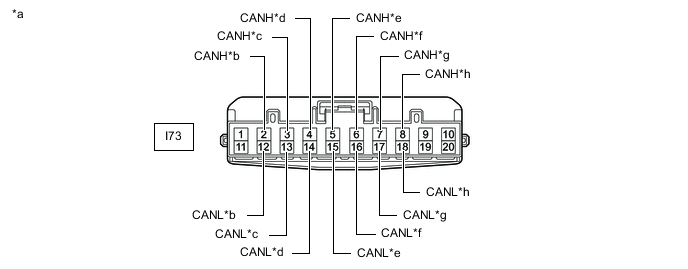 *a
CANH*d
CANH*e
CANH*c
CANH*f
CANH*b
CANH*g
CANH*h
I73
1 2 3 4 5 6 7 8 9 10
11 12 13 14 15 16 17 18 19 20
CANL*h
CANL*b
CANL*g
CANL*c
CANL*f
CANL*d
CANL*e